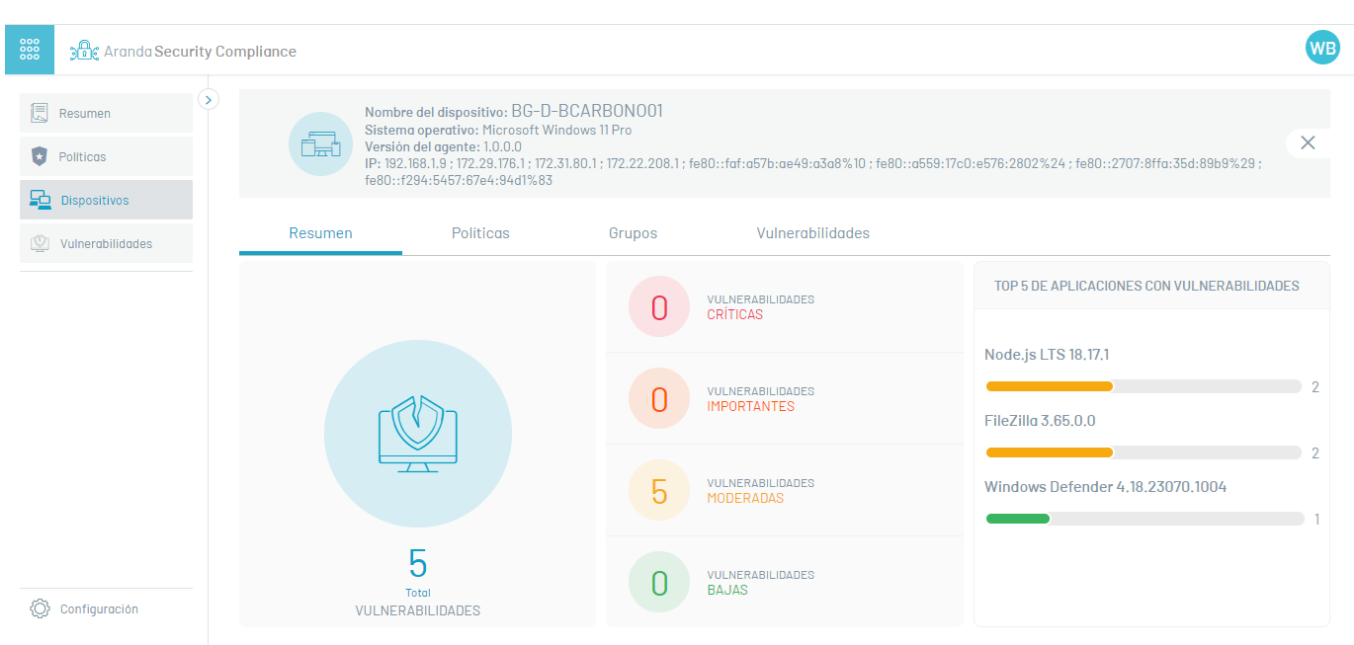 Aranda Security Compliance
WB
Resumen
Políticas
Dispositivos
Vulnerabilidades
Configuración
Nombre del dispositivo: BG-D-BCARBONO01
Sistema operativo: Microsoft Windows 11 Pro
Versión del agente: 1.0.0.0
IP: 192.168.1.9 ; 172.29.176.1 ; 172.31.80.1 ; 172.22.208.1 ; fe80::faf:a57b:ae49:a3a8%10 ; fe80::a559:17c0:e576:2802%24 ; fe80::2707:8ffa:35d:89b9%29 ;
fe80::f294:5457:67e4:94d1%83
Resumen
Políticas
Grupos
Vulnerabilidades
5
Total
VULNERABILIDADES
0
VULNERABILIDADES
CRÍTICAS
0
VULNERABILIDADES
IMPORTANTES
5
VULNERABILIDADES
MODERADAS
0
VULNERABILIDADES
BAJAS
TOP 5 DE APLICACIONES CON VULNERABILIDADES
Node.js LTS 18.17.1
2
FileZilla 3.65.0.0
2
Windows Defender 4.18.23070.1004
1